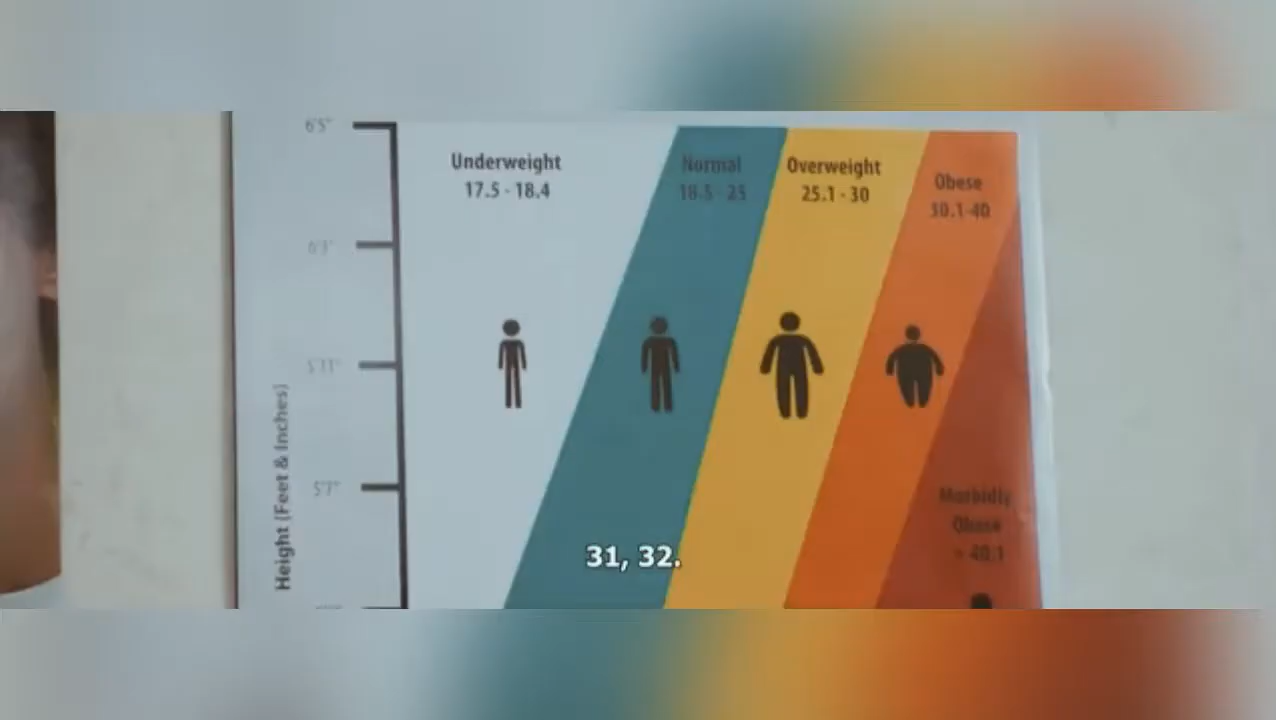 6'5"
Underweight
17.5 - 18.4
Normal
18.5 - 25
Overweight
25.1 - 30
Obese
30.1-40
6'3"
5'11"
5'7"
Height (Feet & Inches)
Morbidly
Obese
> 40.1
31, 32.